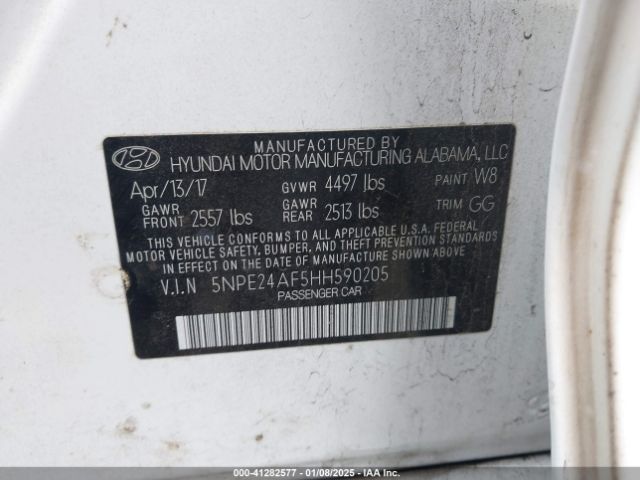 MANUFACTURED BY
HYUNDAI MOTOR MANUFACTURING ALABAMA, LLC
Apr/13/17 GVWR 4497 lbs PAINT W8
GAWR FRONT 2557 lbs GAWR REAR 2513 lbs TRIM GG
THIS VEHICLE CONFORMS TO ALL APPLICABLE U.S.A. FEDERAL
MOTOR VEHICLE SAFETY, BUMPER, AND THEFT PREVENTION STANDARDS
IN EFFECT ON THE DATE OF MANUFACTURE SHOWN ABOVE.
V.I.N 5NPE24AF5HH590205
PASSENGER CAR
000-41282577 - 01/08/2025 - IAA Inc.